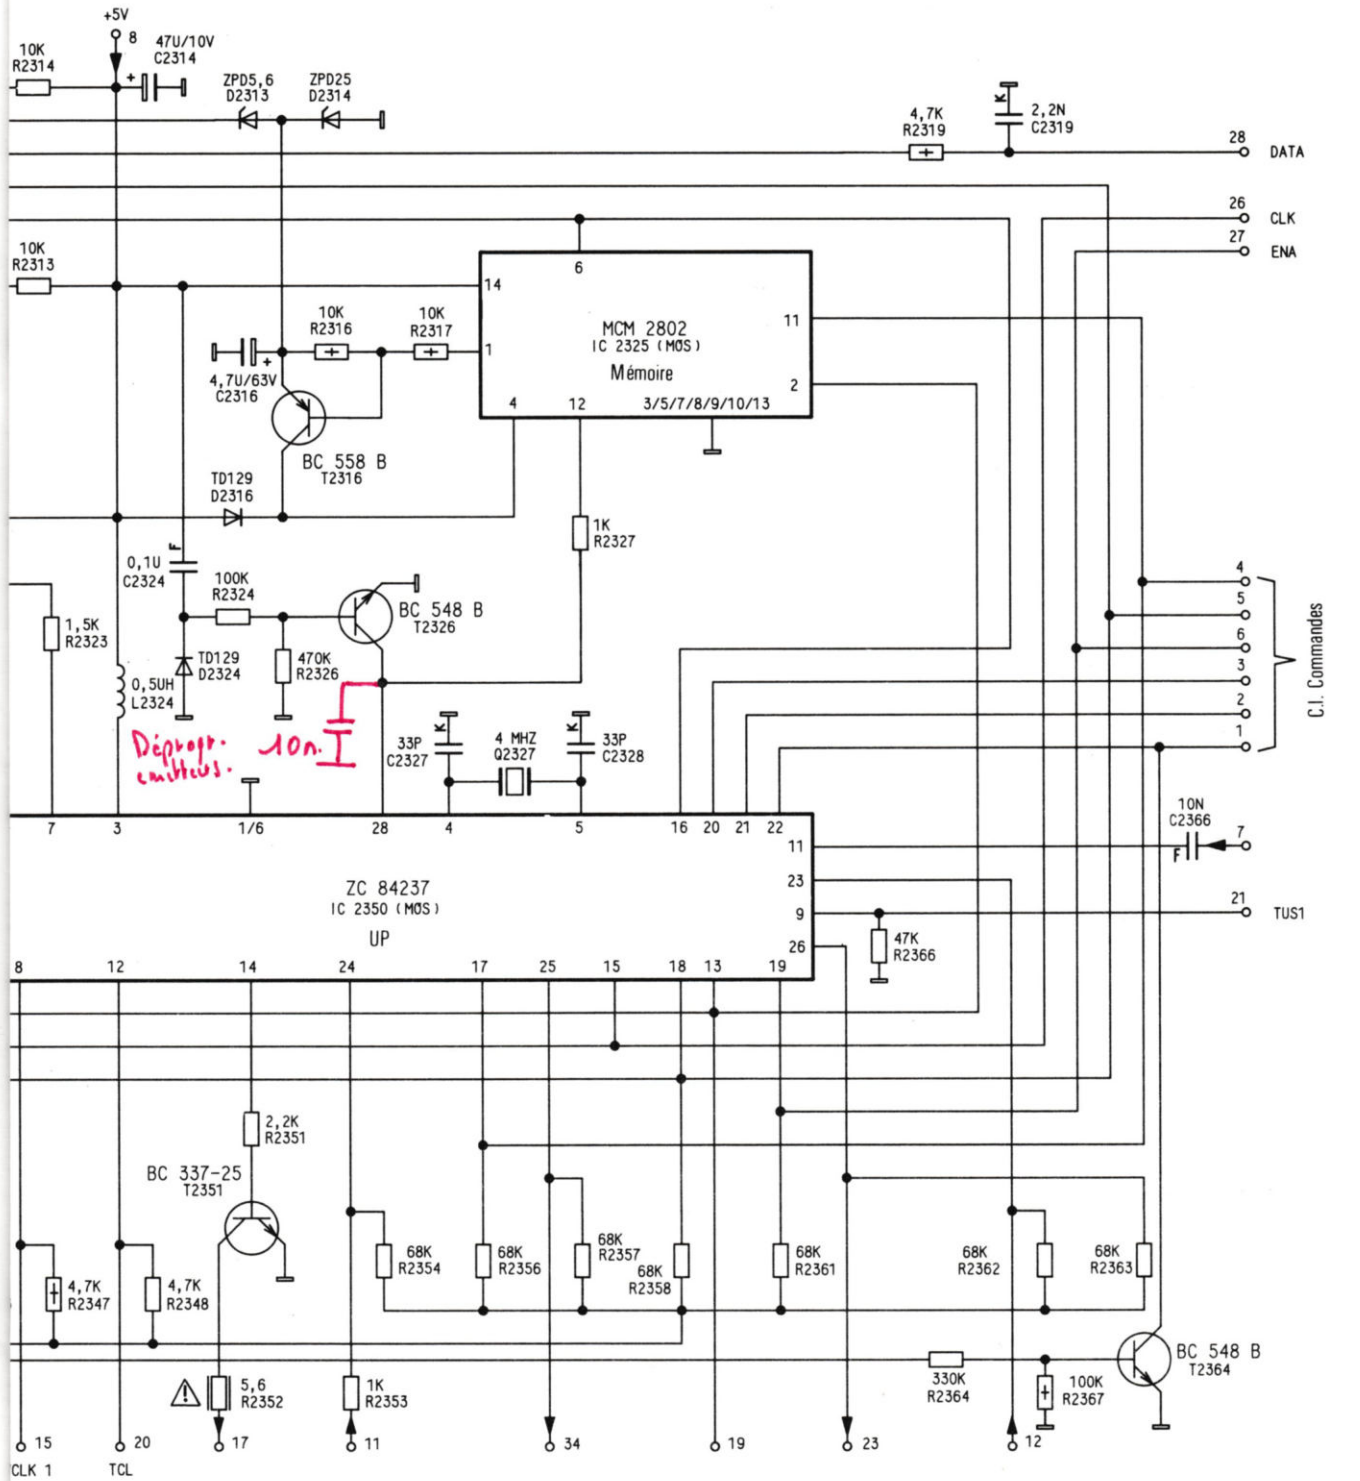 +5V
8
47U/10V
C2314
10K
R2314
+
ZPD5,6
D2313
ZPD25
D2314
4,7K
R2319
K
2,2N
C2319
28
DATA
26
CLK
27
ENA
10K
R2313
6
14
MCM 2802
IC 2325 (MOS)
Mémoire
11
2
1
4
12
3/5/7/8/9/10/13
10K
R2316
10K
R2317
+
4,7U/63V
C2316
BC 558 B
T2316
TD129
D2316
1K
R2327
F
0,1U
C2324
100K
R2324
BC 548 B
T2326
1,5K
R2323
TD129
D2324
470K
R2326
0,5UH
L2324
Déprogr.
émetteurs.
10n.
K
33P
C2327
4 MHZ
Q2327
K
33P
C2328
4
5
6
3
2
1
C.I. Commandes
10N
C2366
F
7
7
3
1/6
28
4
5
16
20
21
22
11
23
9
26
ZC 84237
IC 2350 (MOS)
UP
21
TUS1
47K
R2366
8
12
14
24
17
25
15
18
13
19
2,2K
R2351
BC 337-25
T2351
4,7K
R2347
4,7K
R2348
68K
R2354
68K
R2356
68K
R2357
68K
R2358
68K
R2361
68K
R2362
68K
R2363
5,6
R2352
1K
R2353
330K
R2364
100K
R2367
BC 548 B
T2364
15
20
17
11
34
19
23
12
CLK 1
TCL